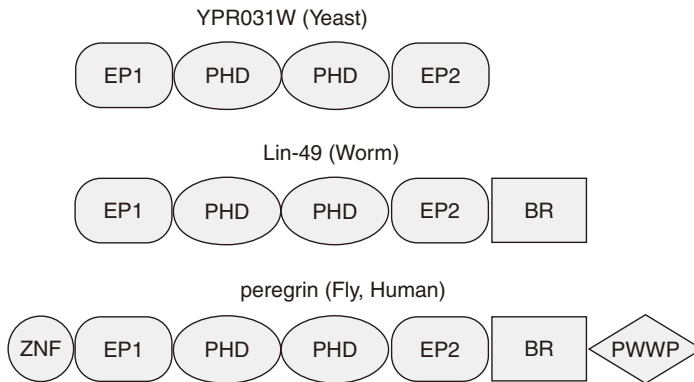 YPR031W (Yeast)
EP1 PHD PHD EP2
Lin-49 (Worm)
EP1 PHD PHD EP2 BR
peregrin (Fly, Human)
ZNF EP1 PHD PHD EP2 BR PWWP